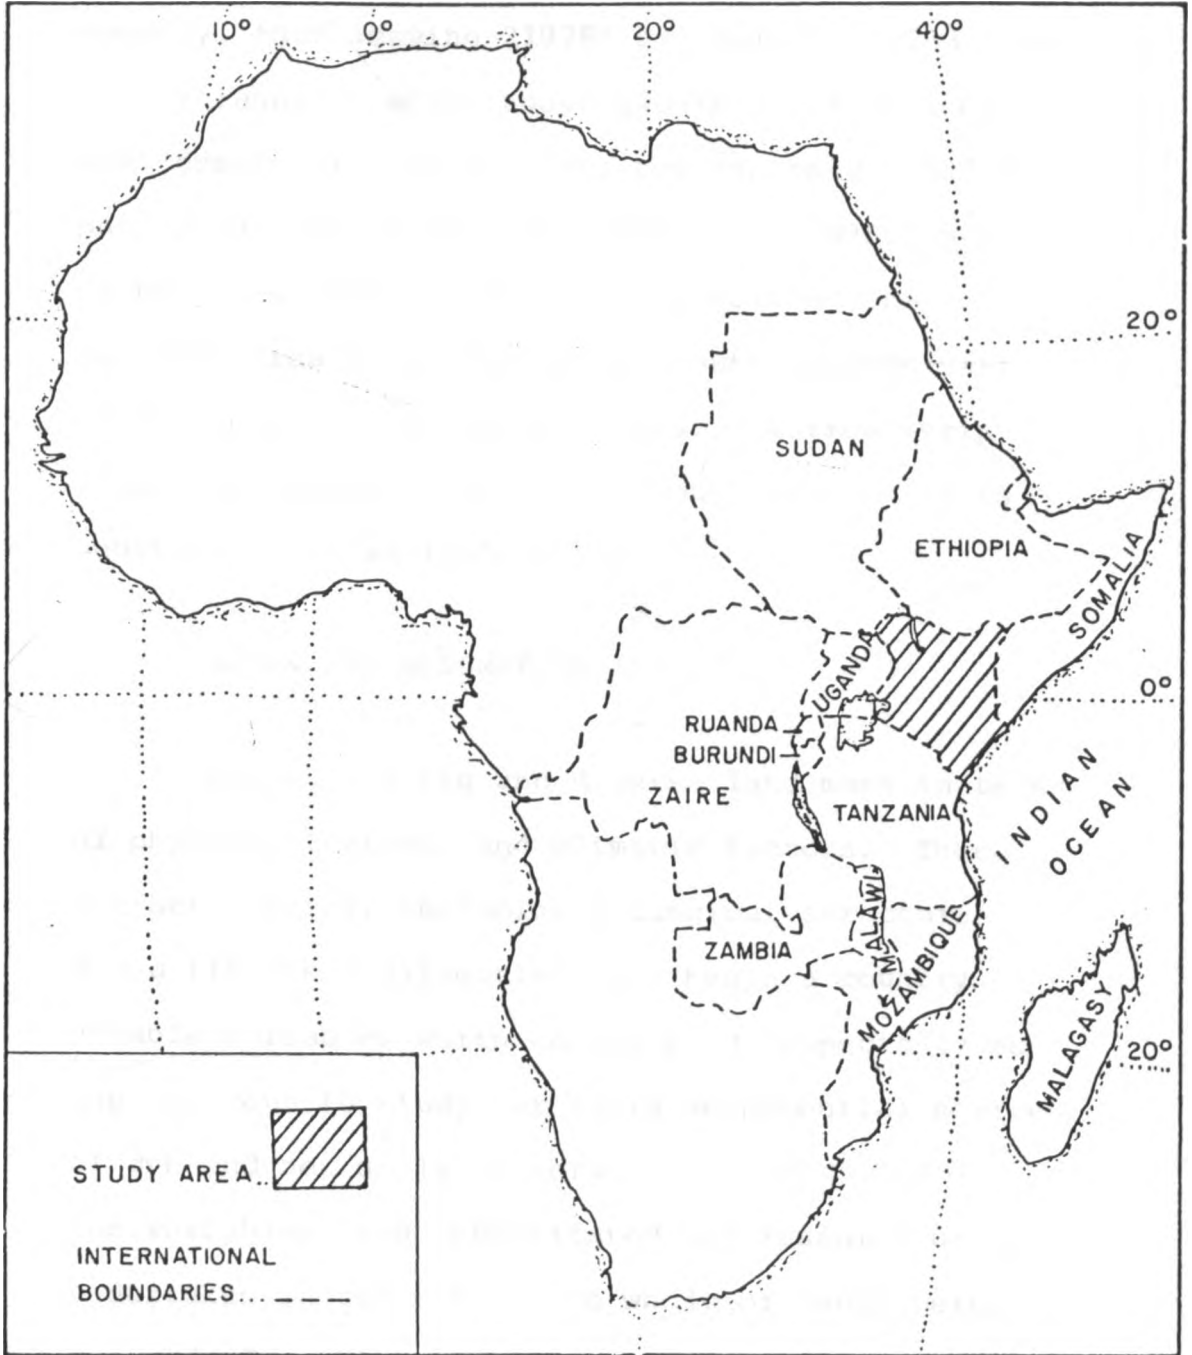 10° 0° 20° 40°
20°
SUDAN
ETHIOPIA
SOMALIA
UGANDA
0°
RUANDA
BURUNDI
ZAIRE
TANZANIA
INDIAN
OCEAN
MALAWI
ZAMBIA
MOZAMBIQUE
MALAGASY
20°
STUDY AREA..
INTERNATIONAL
BOUNDARIES...